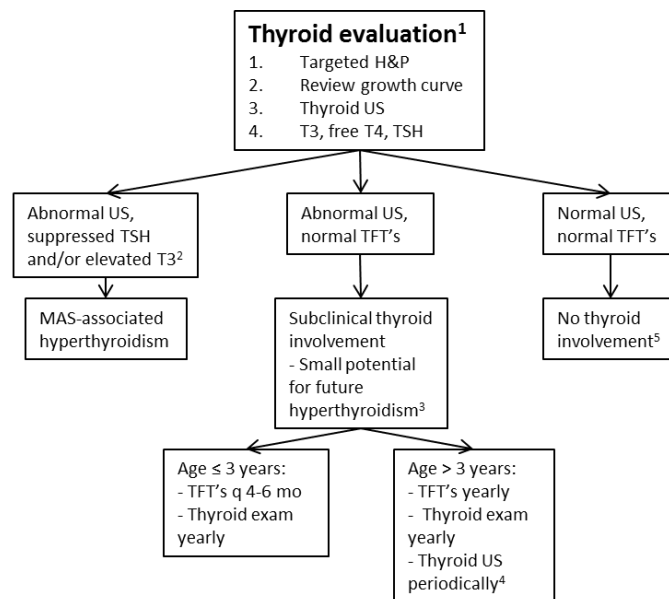 Thyroid evaluation¹
1. Targeted H&P
2. Review growth curve
3. Thyroid US
4. T3, free T4, TSH
Abnormal US,
suppressed TSH
and/or elevated T3²
Abnormal US,
normal TFT's
Normal US,
normal TFT's
MAS-associated
hyperthyroidism
Subclinical thyroid
involvement
- Small potential
for future
hyperthyroidism³
No thyroid
involvement⁵
Age ≤ 3 years:
- TFT's q 4-6 mo
- Thyroid exam
yearly
Age > 3 years:
- TFT's yearly
- Thyroid exam
yearly
- Thyroid US
periodically⁴